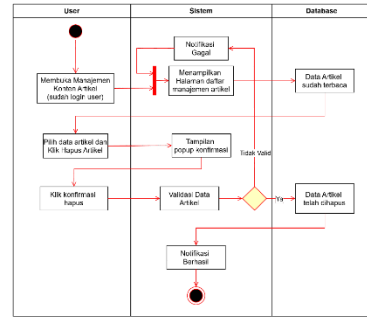 User
Sistem
Database
Notifikasi
Gagal
Membuka Manajemen
Konten Artikel
(sudah login user)
Menampilkan
Halaman daftar
manajemen artikel
Data Artikel
sudah terbaca
Pilih data artikel dan
Klik Hapus Artikel
Tampilan
popup konfirmasi
Tidak Valid
Klik konfirmasi
hapus
Validasi Data
Artikel
Ya
Data Artikel
telah dihapus
Notifikasi
Berhasil